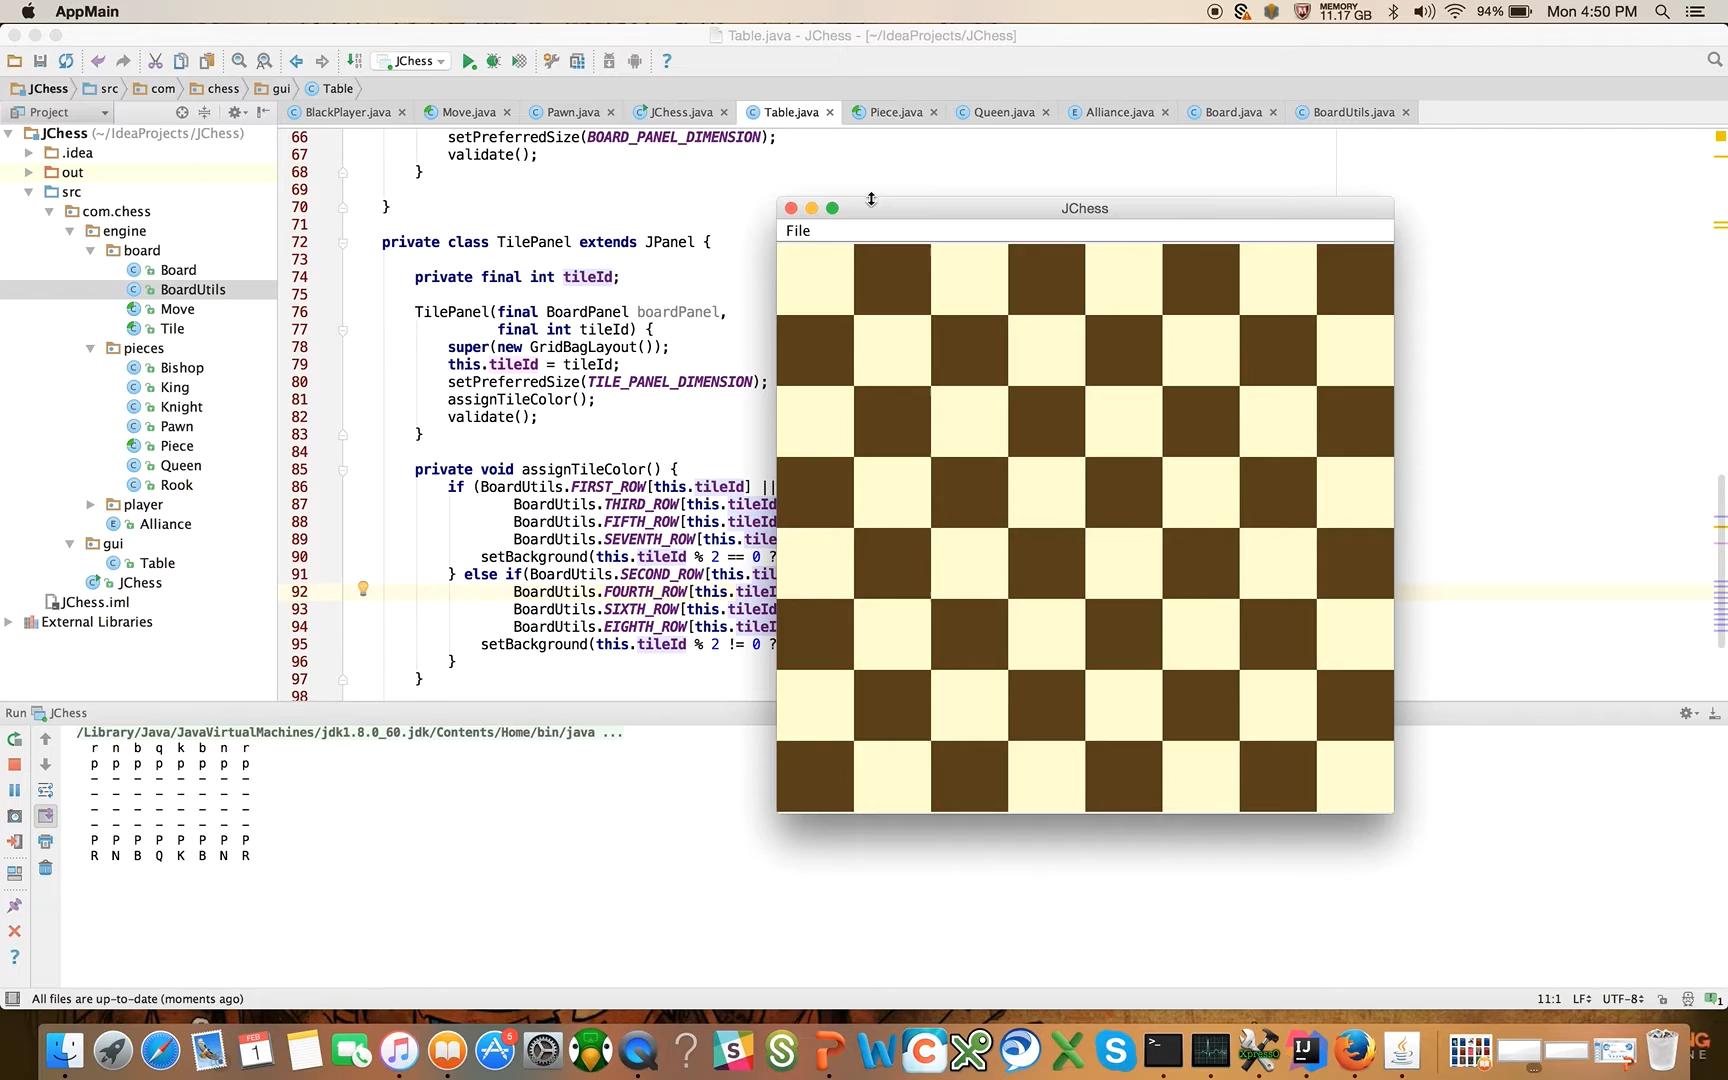 AppMain
MEMORY
11.17 GB
94%
Mon 4:50 PM
Table.java - JChess - [~/IdeaProjects/JChess]
JChess
JChess
src
com
chess
gui
Table
Project
BlackPlayer.java
Move.java
Pawn.java
JChess.java
Table.java
Piece.java
Queen.java
Alliance.java
Board.java
BoardUtils.java
JChess (~/IdeaProjects/JChess)
.idea
out
src
com.chess
engine
board
Board
BoardUtils
Move
Tile
pieces
Bishop
King
Knight
Pawn
Piece
Queen
Rook
player
Alliance
gui
Table
JChess
JChess.iml
External Libraries
66 setPreferredSize(BOARD_PANEL_DIMENSION);
67 validate();
68 }
69
70 }
71
72 private class TilePanel extends JPanel {
73
74 private final int tileId;
75
76 TilePanel(final BoardPanel boardPanel,
77 final int tileId) {
78 super(new GridBagLayout());
79 this.tileId = tileId;
80 setPreferredSize(TILE_PANEL_DIMENSION);
81 assignTileColor();
82 validate();
83 }
84
85 private void assignTileColor() {
86 if (BoardUtils.FIRST_ROW[this.tileId] ||
87 BoardUtils.THIRD_ROW[this.tileId
88 BoardUtils.FIFTH_ROW[this.tileId
89 BoardUtils.SEVENTH_ROW[this.tile
90 setBackground(this.tileId % 2 == 0 ?
91 } else if(BoardUtils.SECOND_ROW[this.til
92 BoardUtils.FOURTH_ROW[this.tileI
93 BoardUtils.SIXTH_ROW[this.tileId
94 BoardUtils.EIGHTH_ROW[this.tileI
95 setBackground(this.tileId % 2 != 0 ?
96 }
97 }
98
JChess
File
Run JChess
/Library/Java/JavaVirtualMachines/jdk1.8.0_60.jdk/Contents/Home/bin/java ...
r n b q k b n r
p p p p p p p p
- - - - - - - -
- - - - - - - -
- - - - - - - -
- - - - - - - -
P P P P P P P P
R N B Q K B N R
All files are up-to-date (moments ago)
11:1
LF
UTF-8
1
FEB
1
5